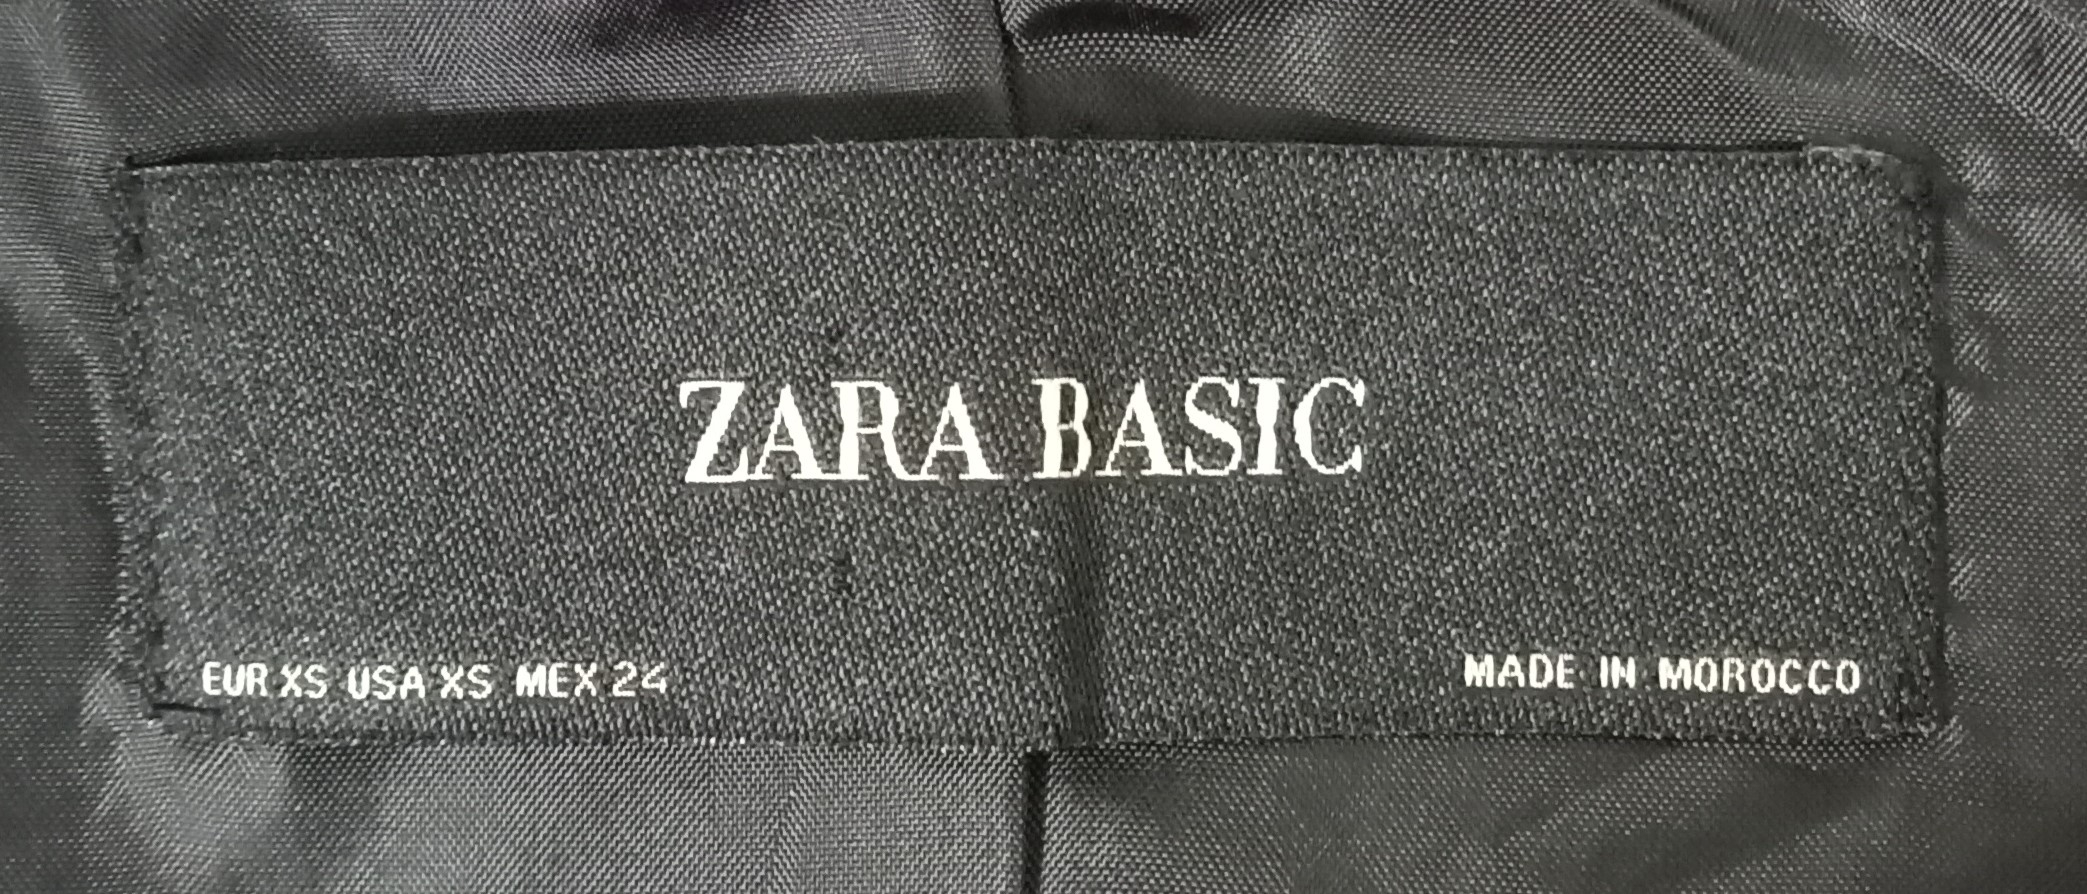 ZARA BASIC
EUR XS USA XS MEX 24
MADE IN MOROCCO